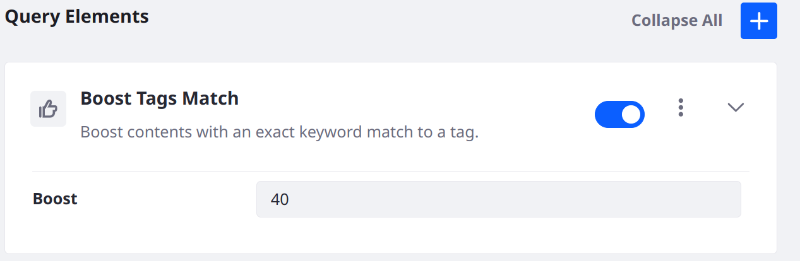 Query Elements
Collapse All
Boost Tags Match
Boost contents with an exact keyword match to a tag.
Boost
40